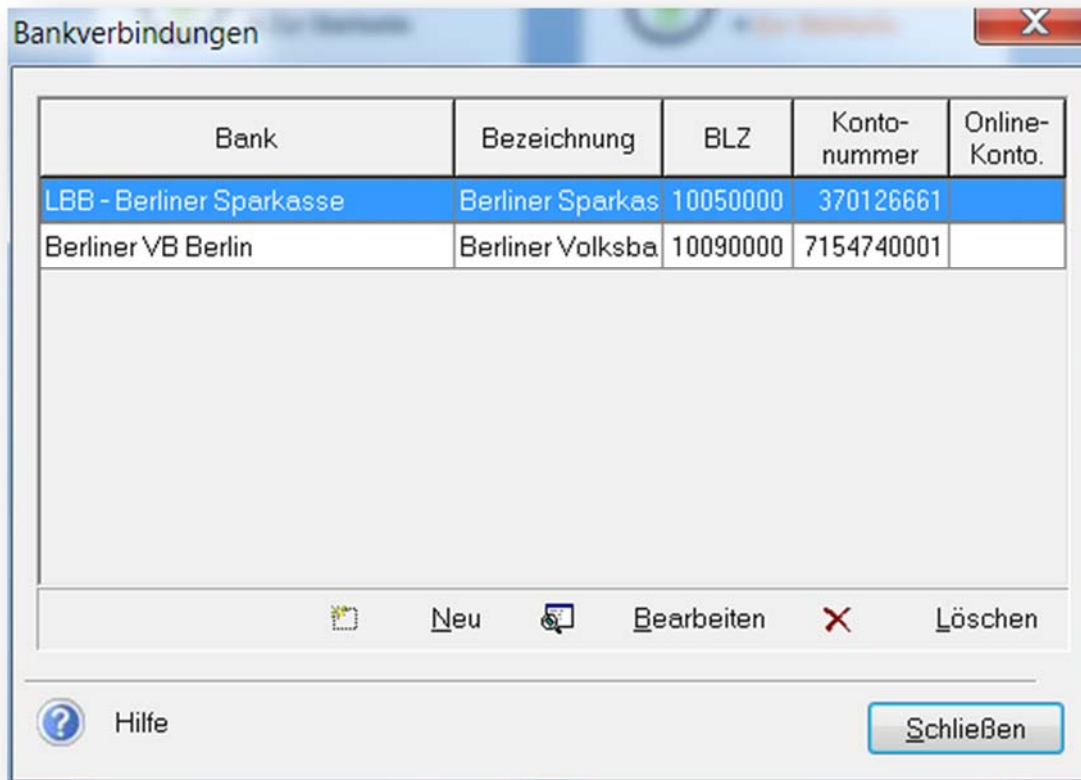 Bankverbindungen
Bank Bezeichnung BLZ Konto-nummer Online-Konto.
LBB - Berliner Sparkasse Berliner Sparkas 10050000 370126661
Berliner VB Berlin Berliner Volksba 10090000 7154740001
Neu Bearbeiten Löschen
Hilfe Schließen